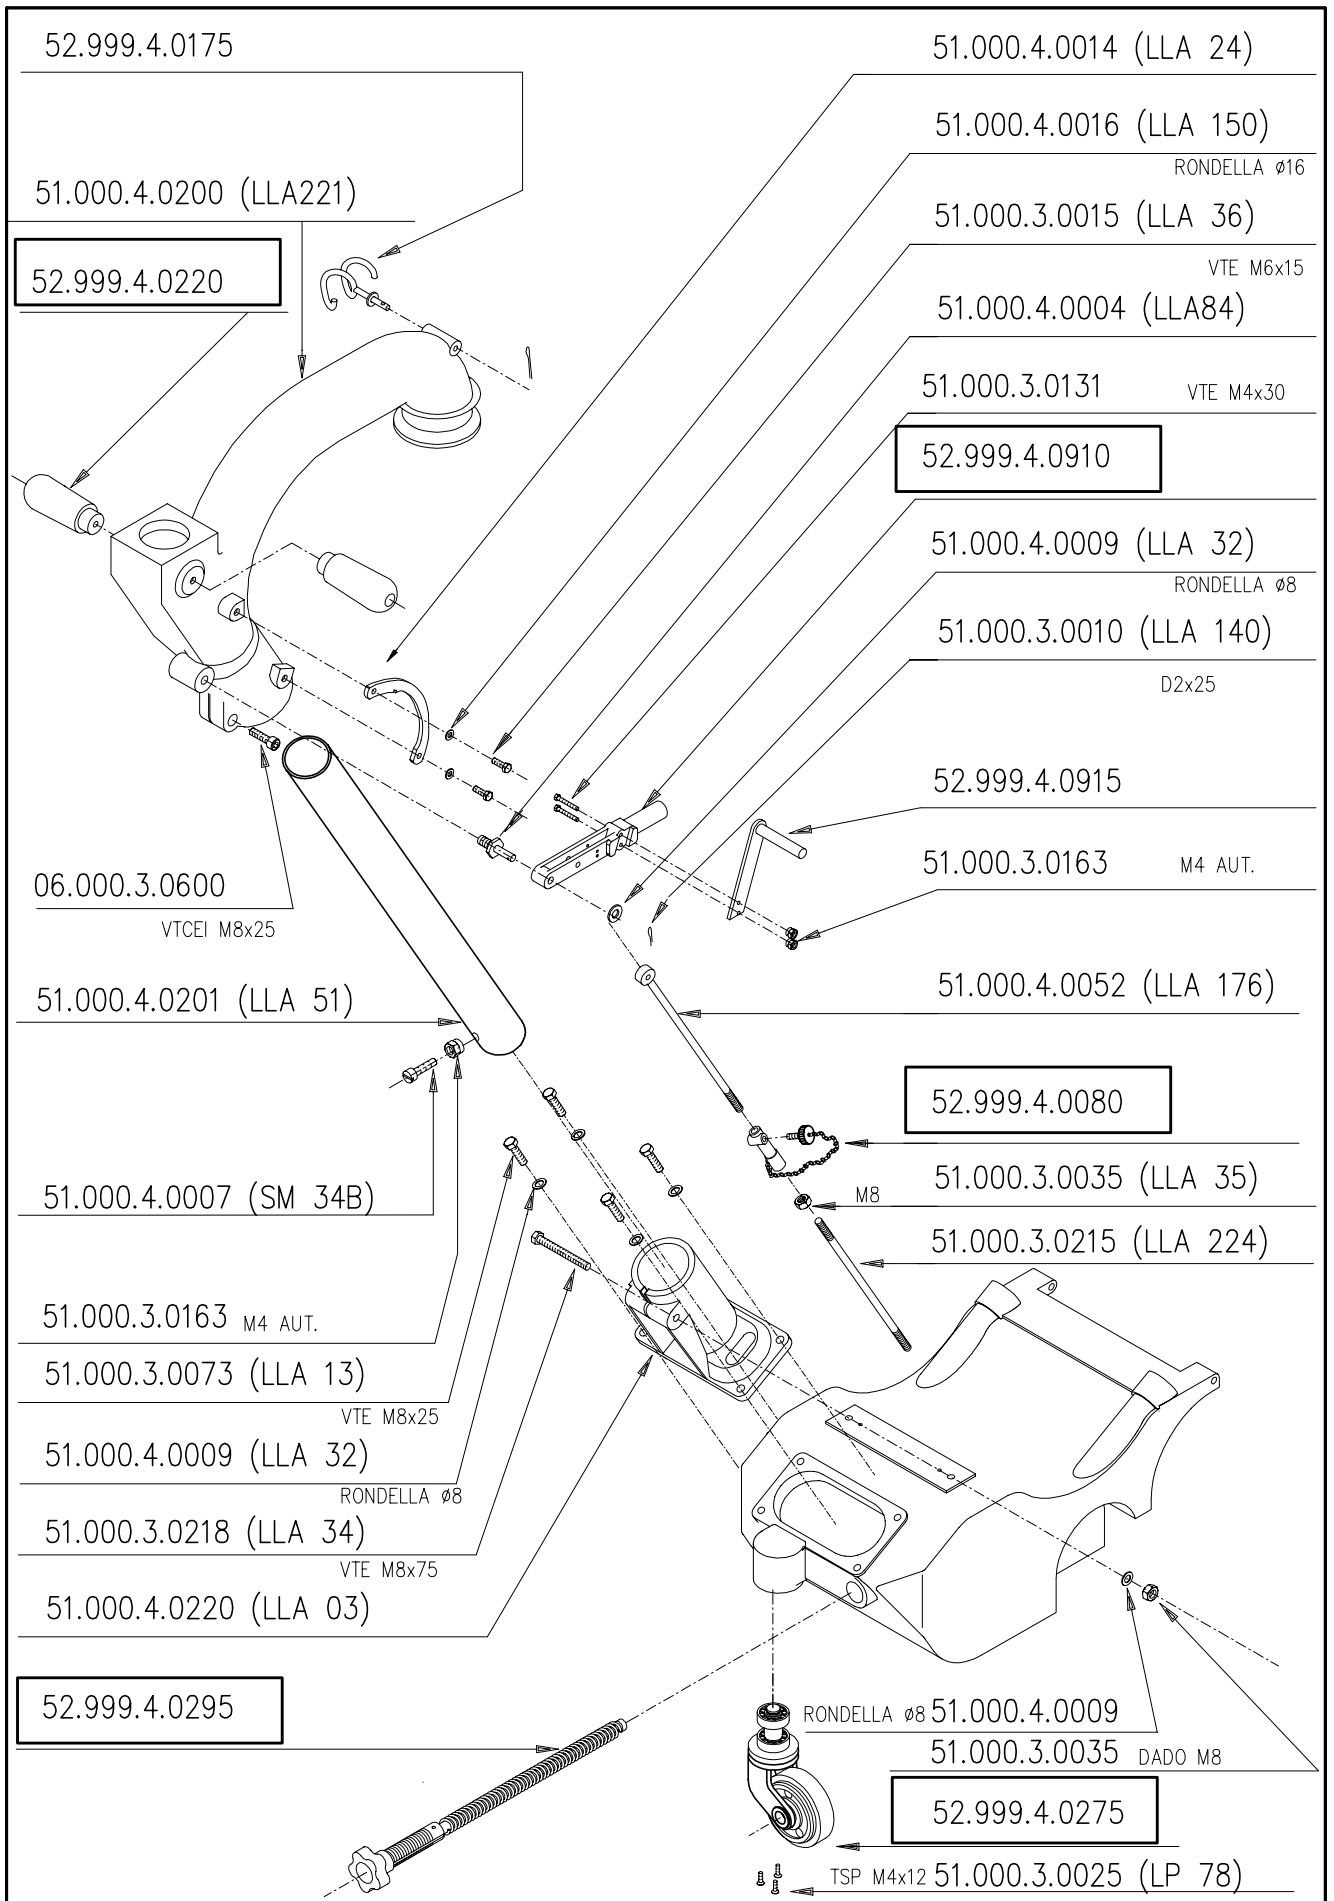 52.999.4.0175
51.000.4.0200 (LLA221)
52.999.4.0220
51.000.4.0014 (LLA 24)
51.000.4.0016 (LLA 150)
RONDELLA ø16
51.000.3.0015 (LLA 36)
VTE M6x15
51.000.4.0004 (LLA84)
51.000.3.0131 VTE M4x30
52.999.4.0910
51.000.4.0009 (LLA 32)
RONDELLA ø8
51.000.3.0010 (LLA 140)
D2x25
52.999.4.0915
51.000.3.0163 M4 AUT.
06.000.3.0600
VTCEI M8x25
51.000.4.0201 (LLA 51)
51.000.4.0052 (LLA 176)
52.999.4.0080
51.000.4.0007 (SM 34B)
M8 51.000.3.0035 (LLA 35)
51.000.3.0215 (LLA 224)
51.000.3.0163 M4 AUT.
51.000.3.0073 (LLA 13)
VTE M8x25
51.000.4.0009 (LLA 32)
RONDELLA ø8
51.000.3.0218 (LLA 34)
VTE M8x75
51.000.4.0220 (LLA 03)
52.999.4.0295
RONDELLA ø8 51.000.4.0009
51.000.3.0035 DADO M8
52.999.4.0275
TSP M4x12 51.000.3.0025 (LP 78)